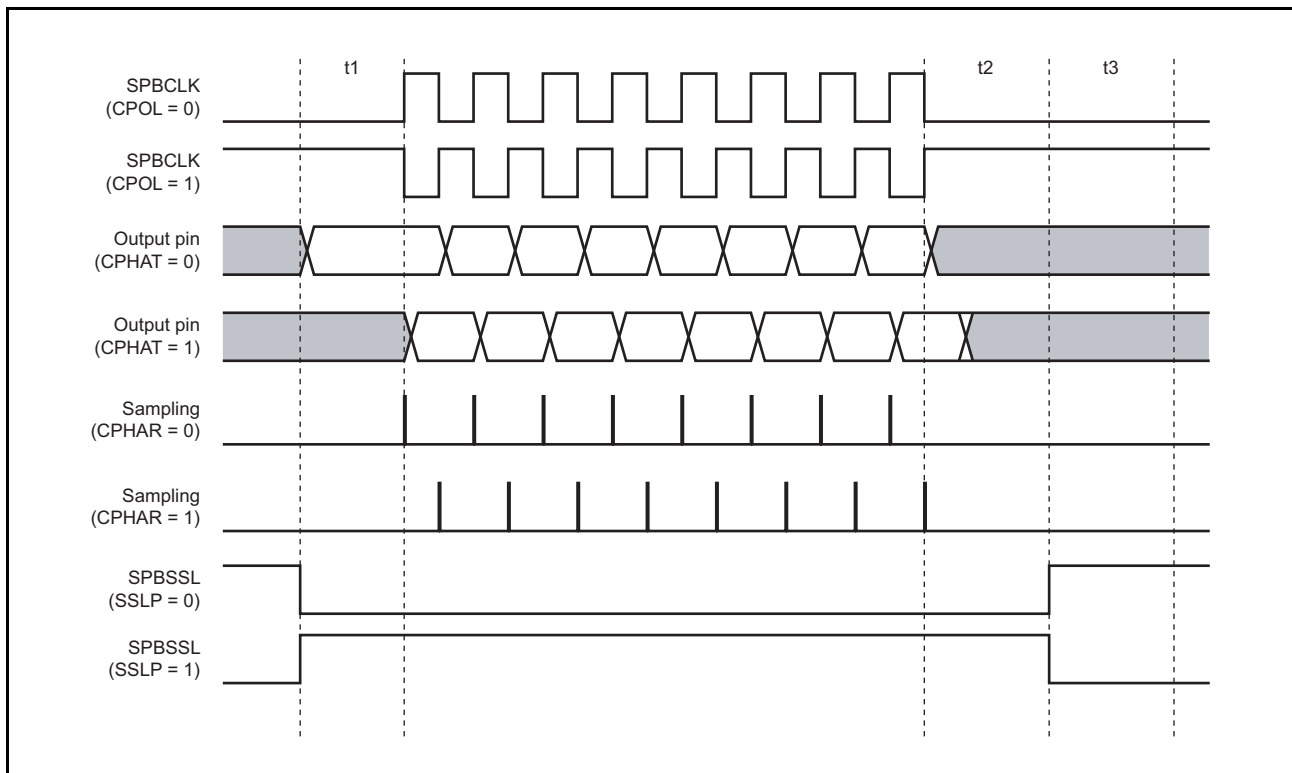 t1
t2
t3
SPBCLK
(CPOL = 0)
SPBCLK
(CPOL = 1)
Output pin
(CPHAT = 0)
Output pin
(CPHAT = 1)
Sampling
(CPHAR = 0)
Sampling
(CPHAR = 1)
SPBSSL
(SSLP = 0)
SPBSSL
(SSLP = 1)